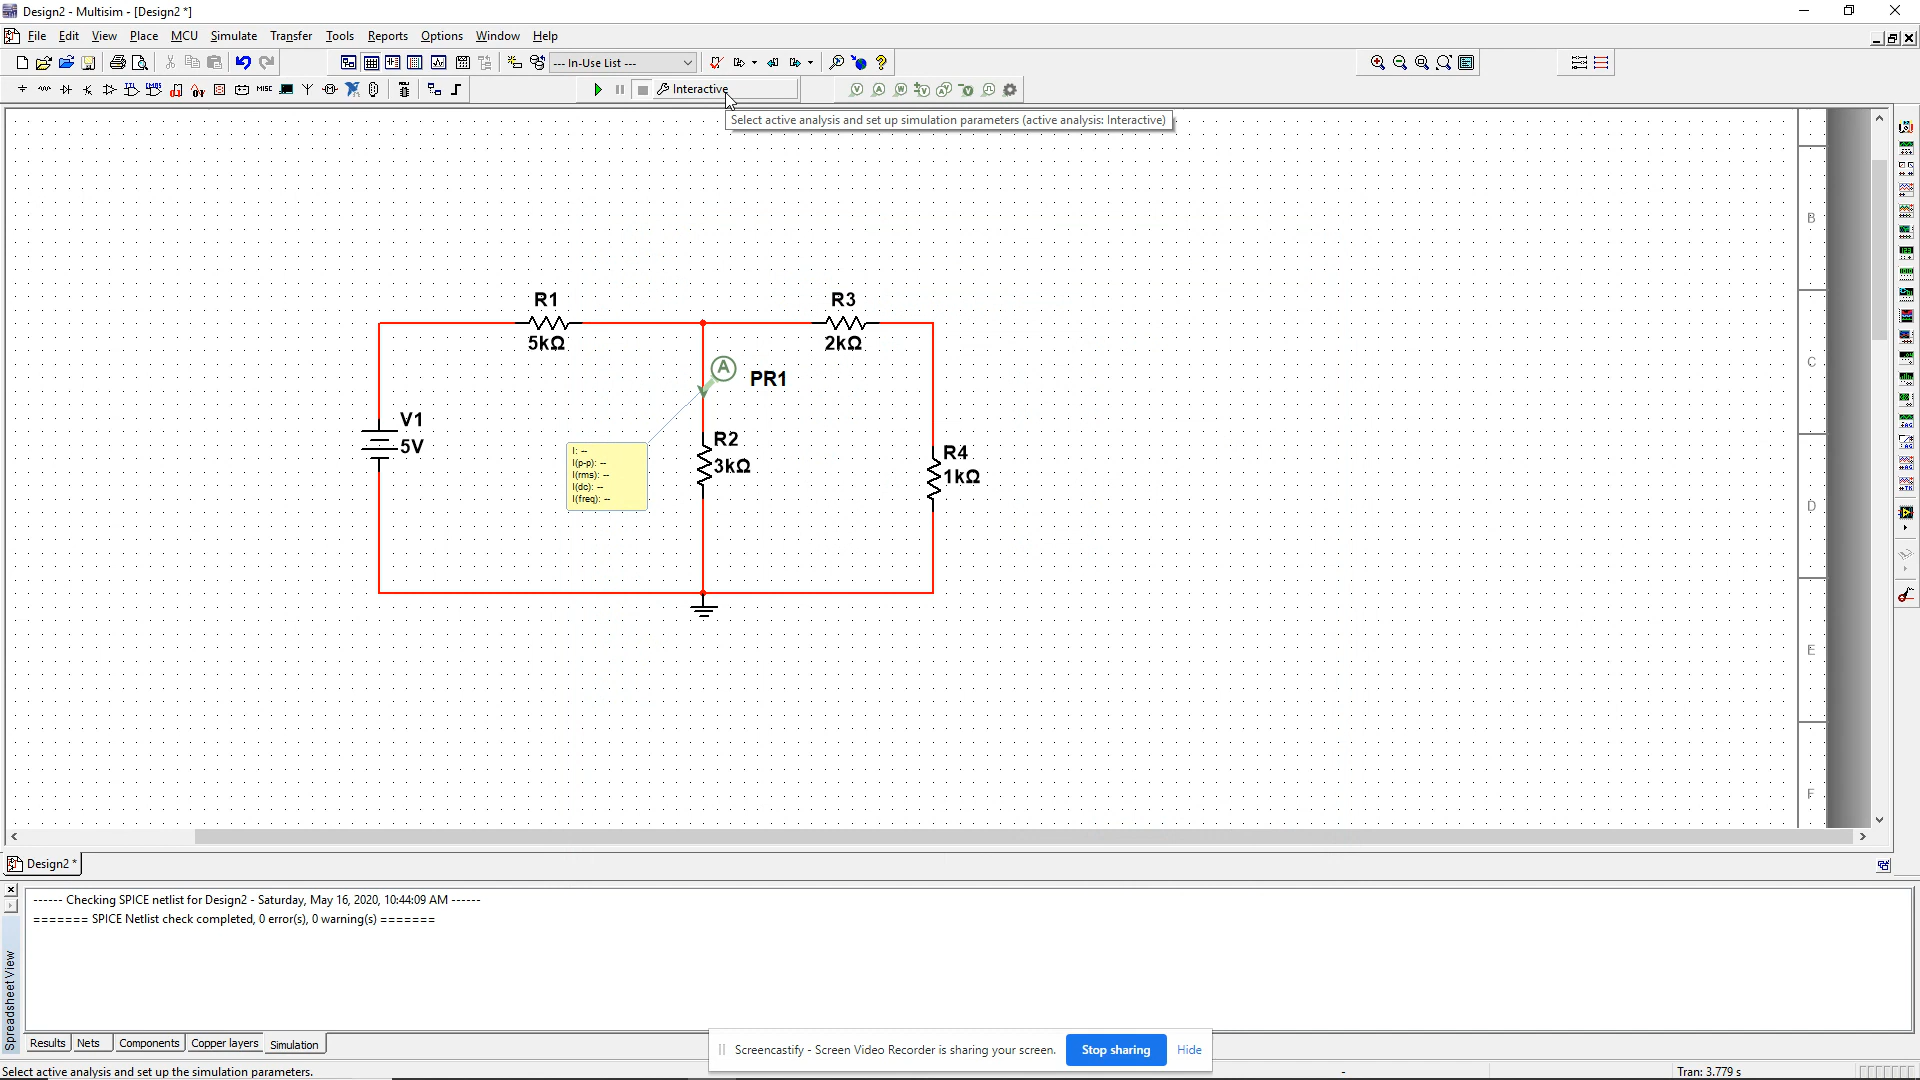 Design2 - Multisim - [Design2 *]
File Edit View Place MCU Simulate Transfer Tools Reports Options Window Help
--- In-Use List ---
Interactive
Select active analysis and set up simulation parameters (active analysis: Interactive)
B
R1
R3
5kΩ
2kΩ
C
A
PR1
V1
5V
R2
3kΩ
R4
1kΩ
I: --
I(p-p): --
I(rms): --
I(dc): --
I(freq): --
D
E
F
Design2 *
------ Checking SPICE netlist for Design2 - Saturday, May 16, 2020, 10:44:09 AM ------
======= SPICE Netlist check completed, 0 error(s), 0 warning(s) =======
Spreadsheet View
Results Nets Components Copper layers Simulation
Screencastify - Screen Video Recorder is sharing your screen. Stop sharing Hide
Select active analysis and set up the simulation parameters. - Tran: 3.779 s